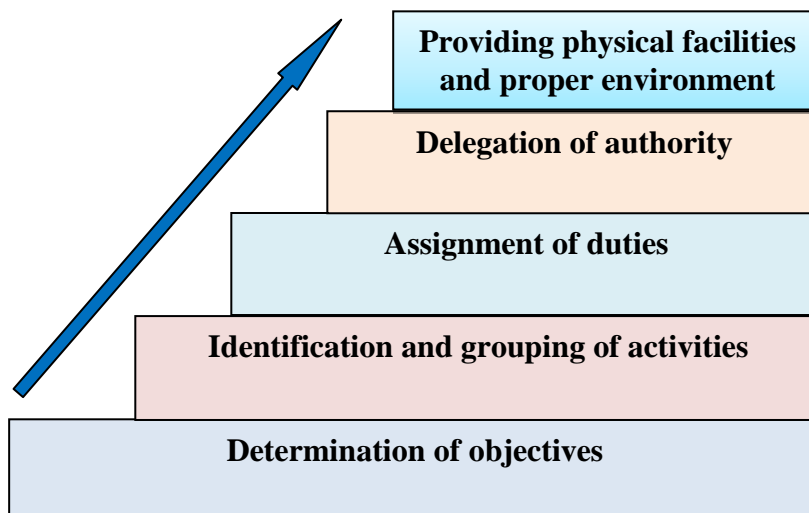 Providing physical facilities
and proper environment
Delegation of authority
Assignment of duties
Identification and grouping of activities
Determination of objectives